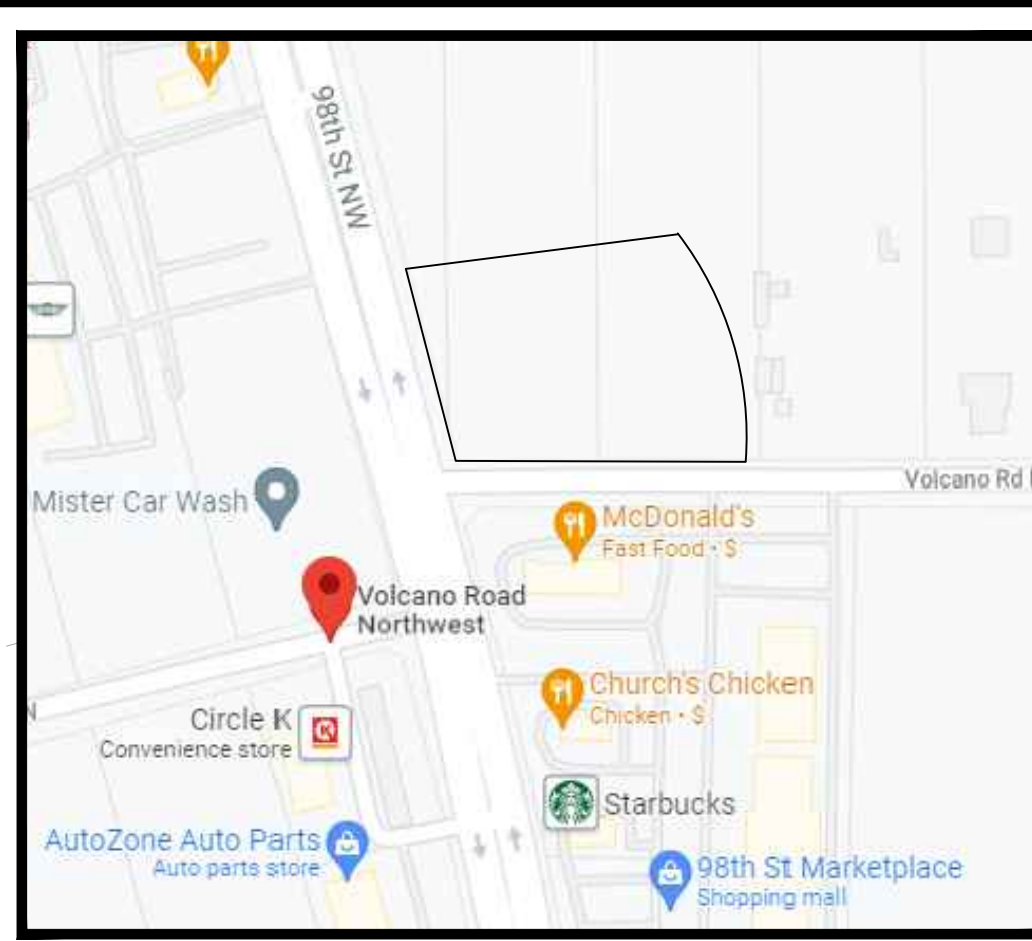 98th St NW
Volcano Rd
Mister Car Wash
McDonald's
Fast Food · $
Volcano Road
Northwest
Church's Chicken
Chicken · $
Circle K
Convenience store
Starbucks
AutoZone Auto Parts
Auto parts store
98th St Marketplace
Shopping mall